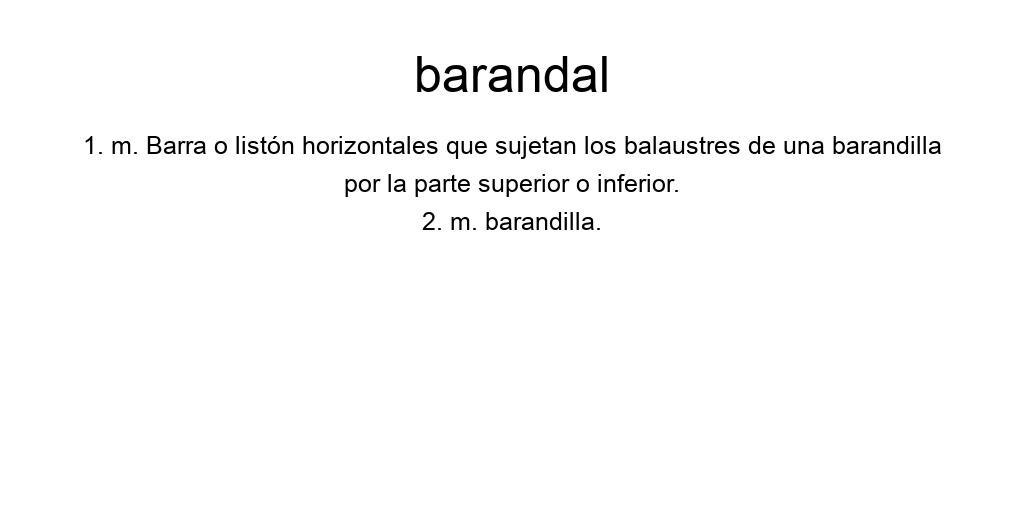 barandal
1. m. Barra o listón horizontales que sujetan los balaustres de una barandilla
por la parte superior o inferior.
2. m. barandilla.